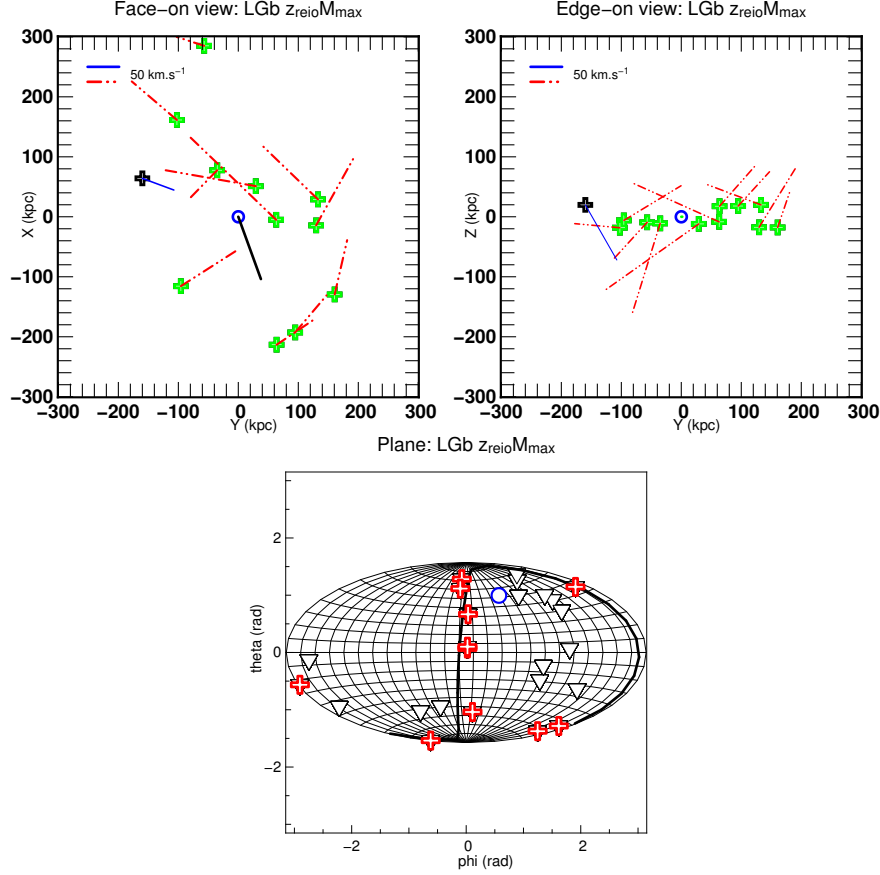 Face−on view: LGb z_reio M_max
300
200
100
0
−100
−200
−300
X (kpc)
50 km.s⁻¹
−300 −200 −100 0 100 200 300
Y (kpc)
Edge−on view: LGb z_reio M_max
300
200
100
0
−100
−200
−300
Z (kpc)
50 km.s⁻¹
−300 −200 −100 0 100 200 300
Y (kpc)
Plane: LGb z_reio M_max
2
0
−2
theta (rad)
−2 0 2
phi (rad)